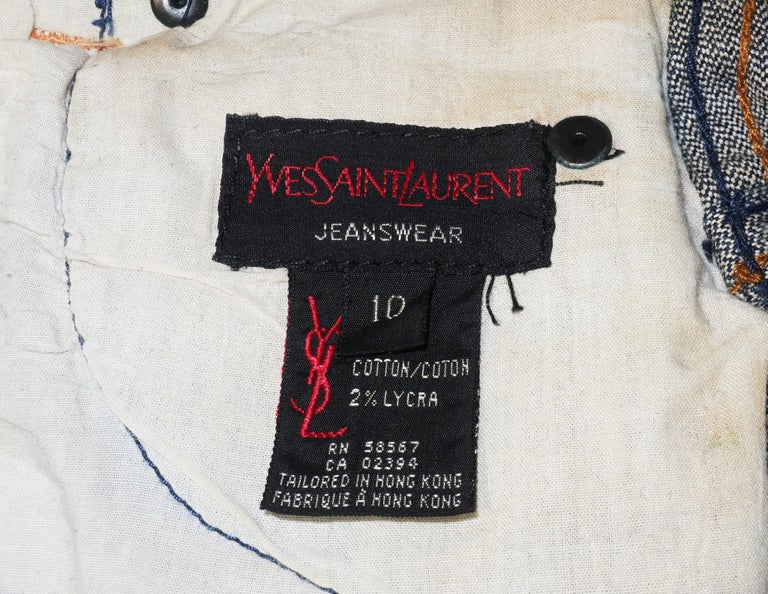 YVESSAINTLAURENT
JEANSWEAR
10
YSL
COTTON/COTON
2% LYCRA
RN 58567
CA 02394
TAILORED IN HONG KONG
FABRIQUE À HONG KONG